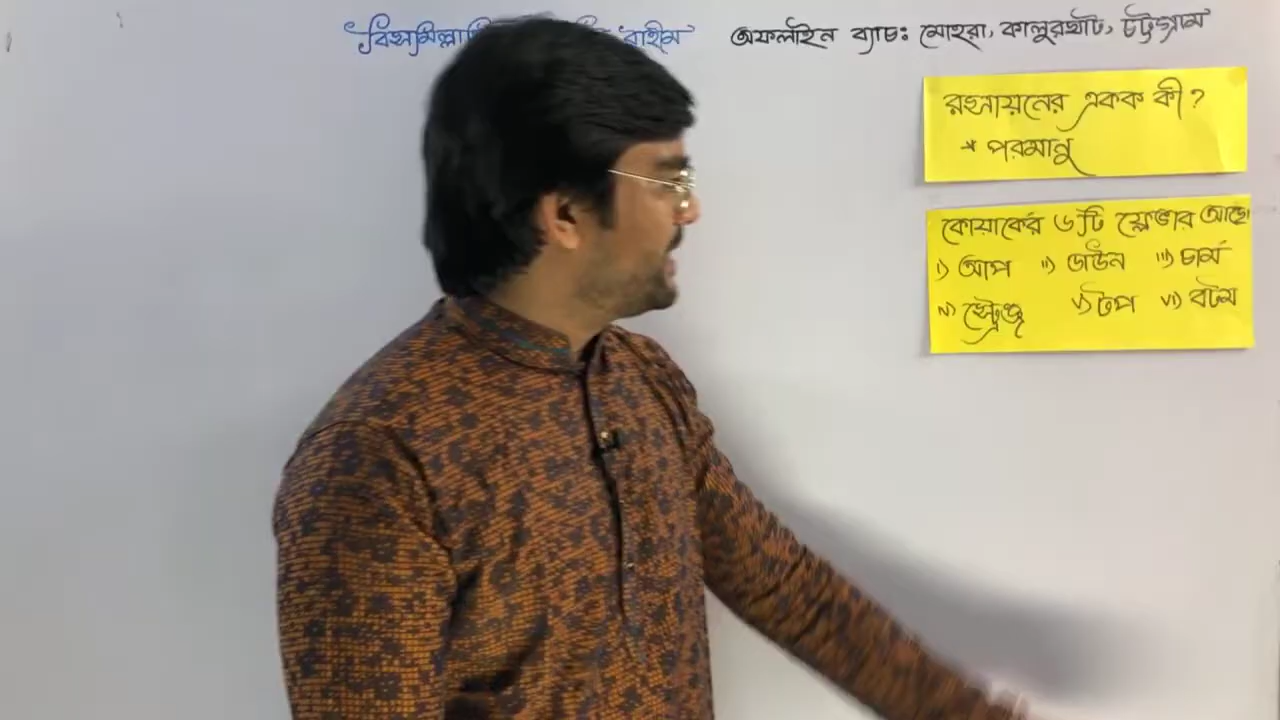 বিসমিল্লাহি রাহীম
অফলাইন ব্যাচঃ মোহরা, কালুরঘাট, চট্টগ্রাম
রসায়নের একক কী?
* পরমানু
কোয়ার্কের ৬টি ফ্লেভার আছে।
i) আপ ii) ডাউন iii) চার্ম
iv) স্ট্রেঞ্জ v) টপ vi) বটম